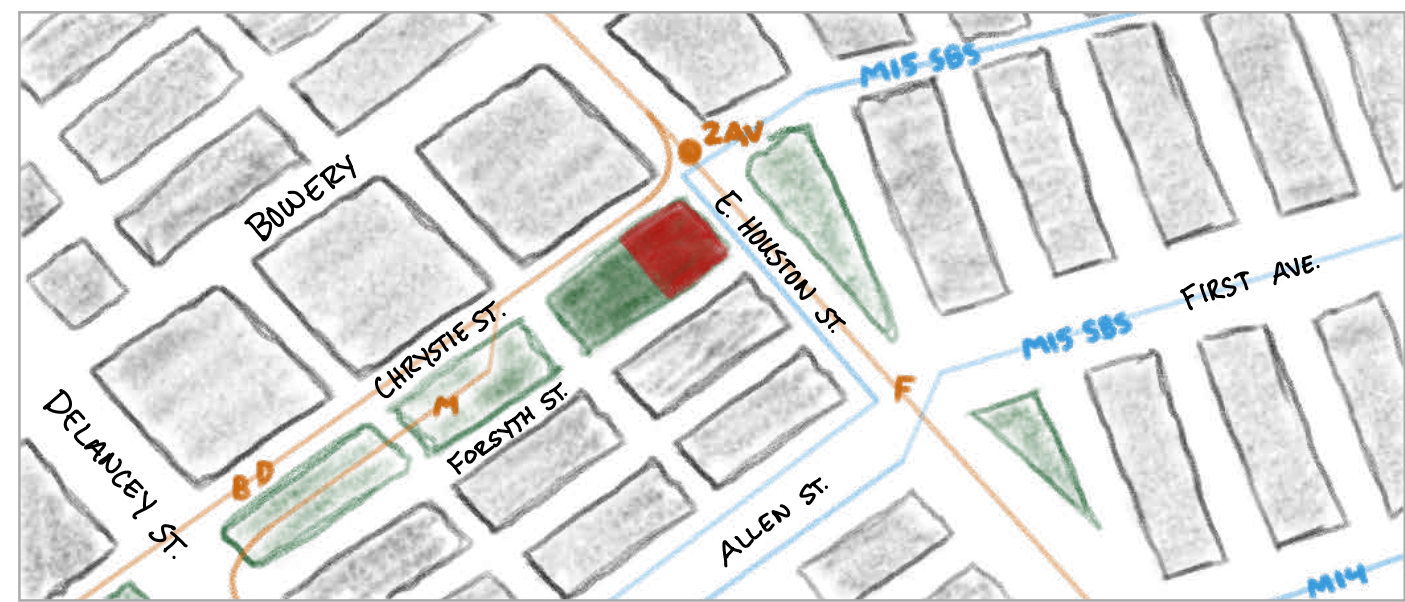 M15 SBS
2AV
BOWERY
E. HOUSTON ST.
FIRST AVE.
CHRYSTIE ST.
M15 SBS
M
F
FORSYTH ST.
DELANCEY ST.
B D
ALLEN ST.
M14